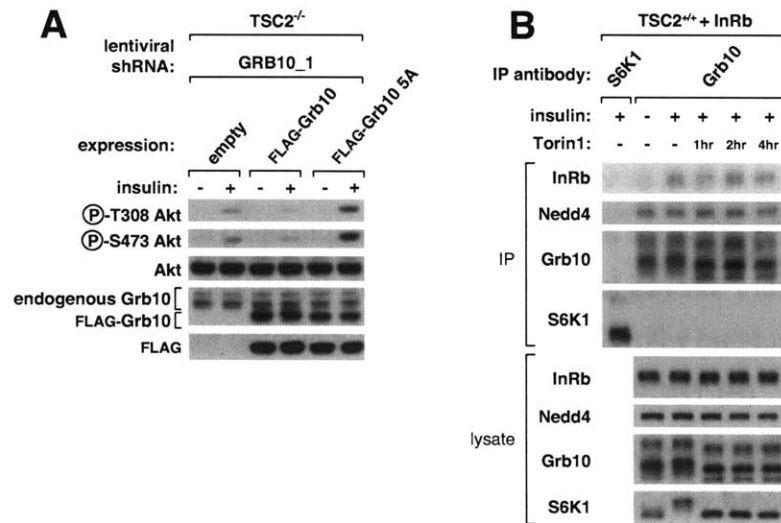 A
TSC2-/-
lentiviral
shRNA:
GRB10_1
expression:
empty
FLAG-Grb10
FLAG-Grb10 5A
insulin: - + - + - +
Ⓟ-T308 Akt
Ⓟ-S473 Akt
Akt
endogenous Grb10
FLAG-Grb10
FLAG
B
TSC2+/+ + InRb
IP antibody: S6K1 Grb10
insulin: + - + + + +
Torin1: - - - 1hr 2hr 4hr
IP
InRb
Nedd4
Grb10
S6K1
lysate
InRb
Nedd4
Grb10
S6K1